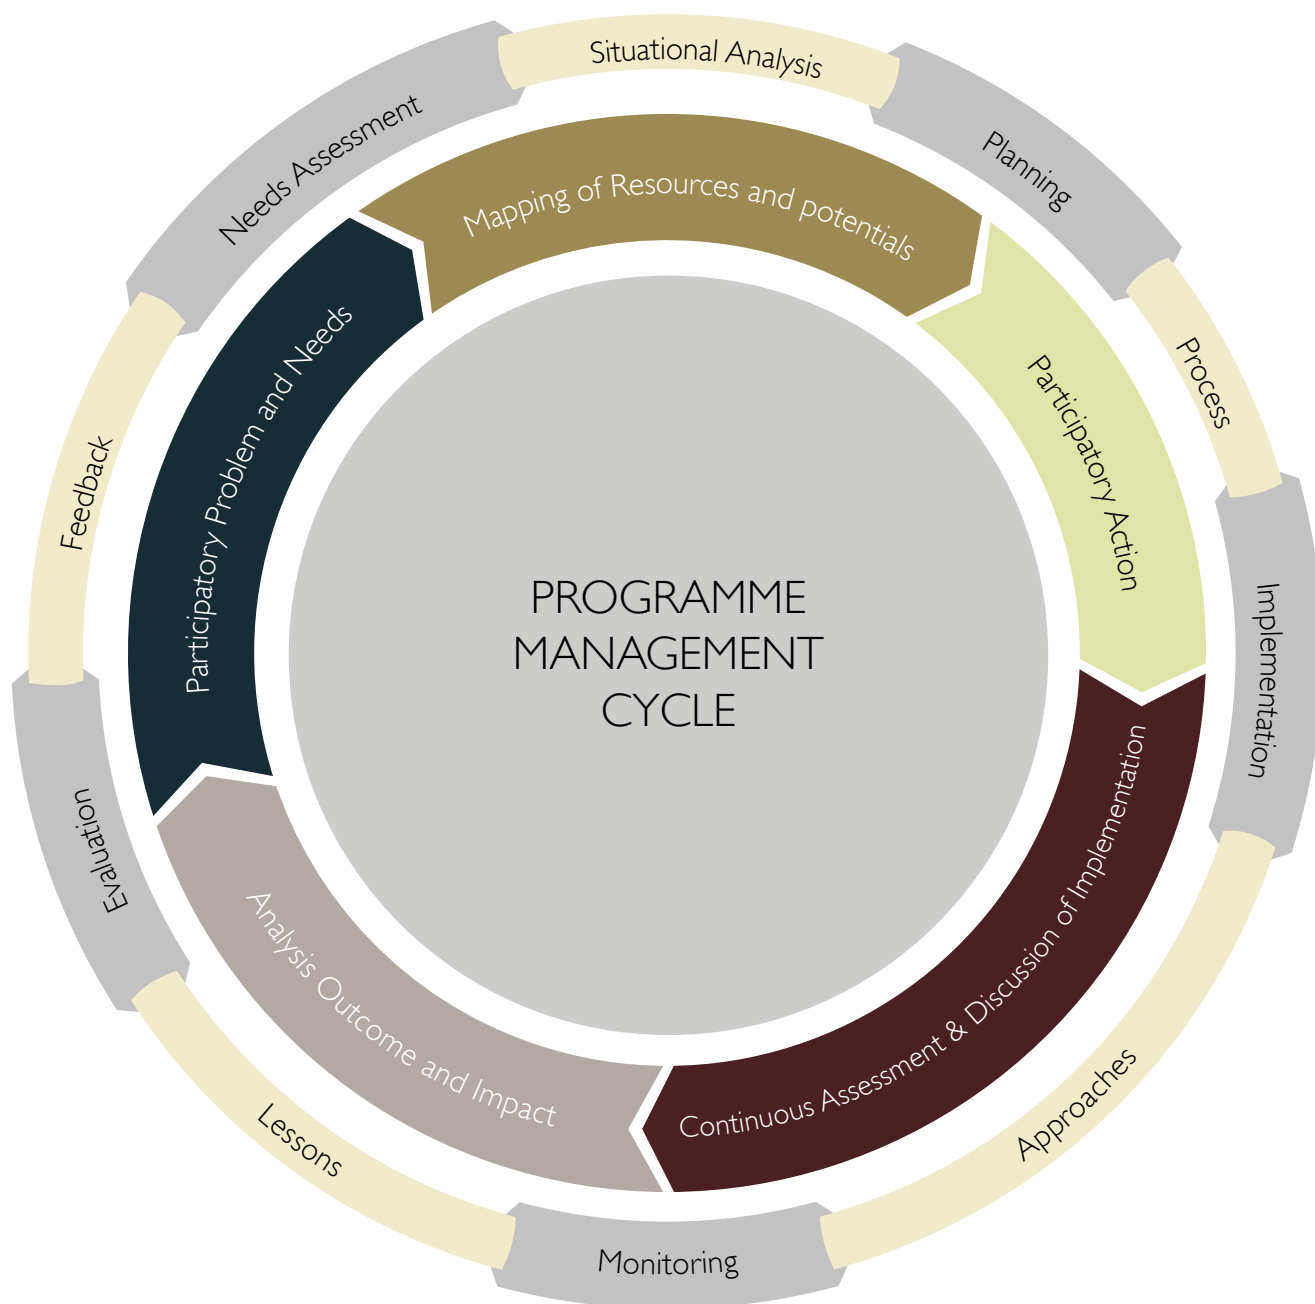 Situational Analysis
Planning
Process
Implementation
Approaches
Monitoring
Lessons
Evaluation
Feedback
Needs Assessment
Mapping of Resources and potentials
Participatory Action
Continuous Assessment & Discussion of Implementation
Analysis Outcome and Impact
Participatory Problem and Needs
PROGRAMME
MANAGEMENT
CYCLE